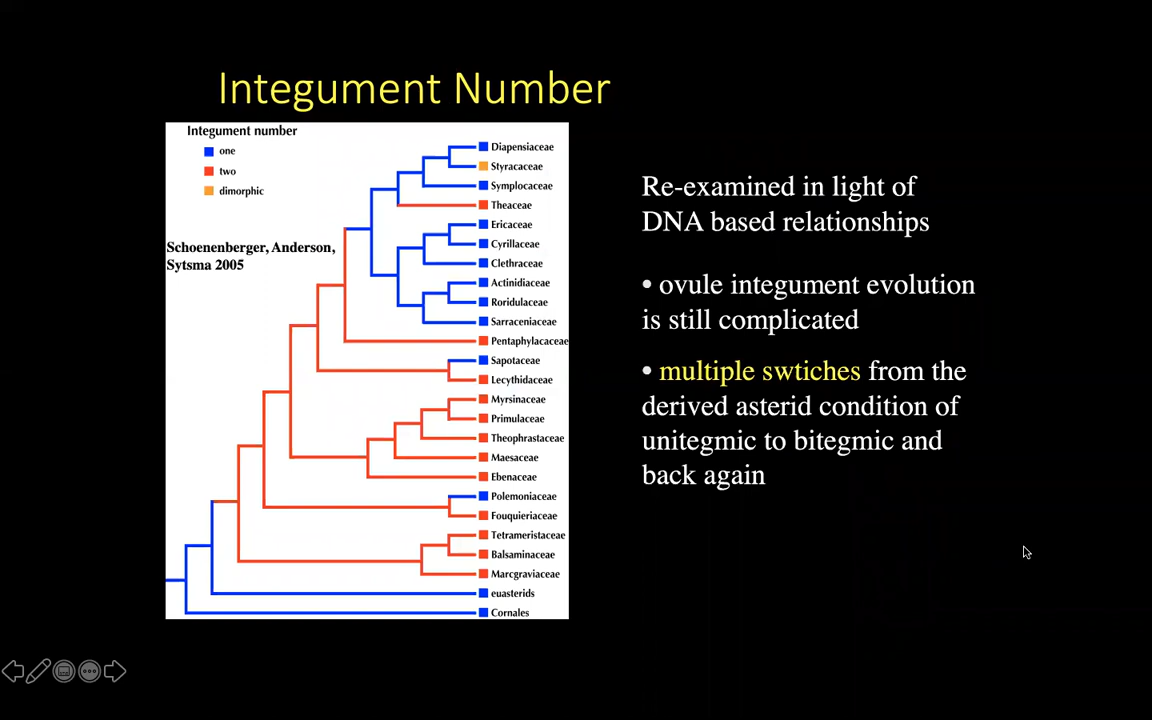 Integument Number
Integument number
one
two
dimorphic
Schoenenberger, Anderson,
Sytsma 2005
Diapensiaceae
Styracaceae
Symplocaceae
Theaceae
Ericaceae
Cyrillaceae
Clethraceae
Actinidiaceae
Roridulaceae
Sarraceniaceae
Pentaphylacaceae
Sapotaceae
Lecythidaceae
Myrsinaceae
Primulaceae
Theophrastaceae
Maesaceae
Ebenaceae
Polemoniaceae
Fouquieriaceae
Tetrameristaceae
Balsaminaceae
Marcgraviaceae
euasterids
Cornales
Re-examined in light of
DNA based relationships
• ovule integument evolution
is still complicated
• multiple swtiches from the
derived asterid condition of
unitegmic to bitegmic and
back again